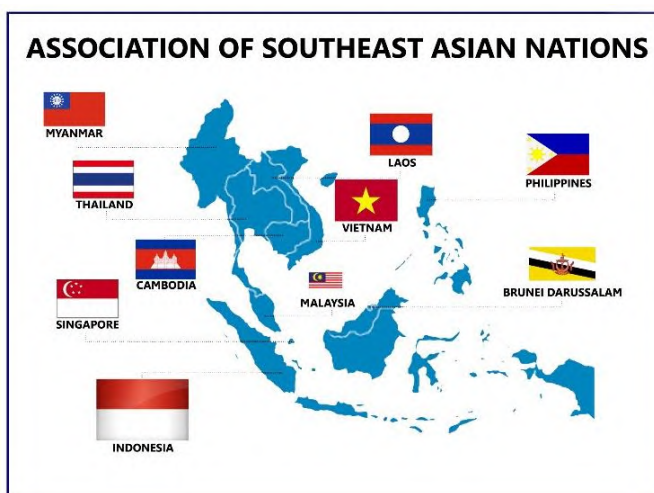 ASSOCIATION OF SOUTHEAST ASIAN NATIONS
MYANMAR
LAOS
PHILIPPINES
THAILAND
VIETNAM
CAMBODIA
MALAYSIA
BRUNEI DARUSSALAM
SINGAPORE
INDONESIA